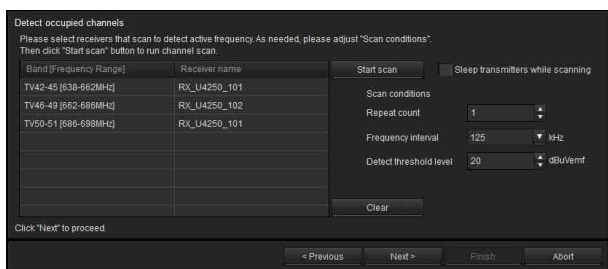 Detect occupied channels
Please select receivers that scan to detect active frequency. As needed, please adjust "Scan conditions".
Then click "Start scan" button to run channel scan.
Band [Frequency Range] Receiver name
TV42-45 [638-662MHz] RX_U4250_101
TV46-49 [662-686MHz] RX_U4250_102
TV50-51 [686-698MHz] RX_U4250_103
Start scan Sleep transmitters while scanning
Scan conditions
Repeat count 1
Frequency interval 125 kHz
Detect threshold level 20 dBuVemf
Clear
Click "Next" to proceed.
< Previous Next > Finish Abort